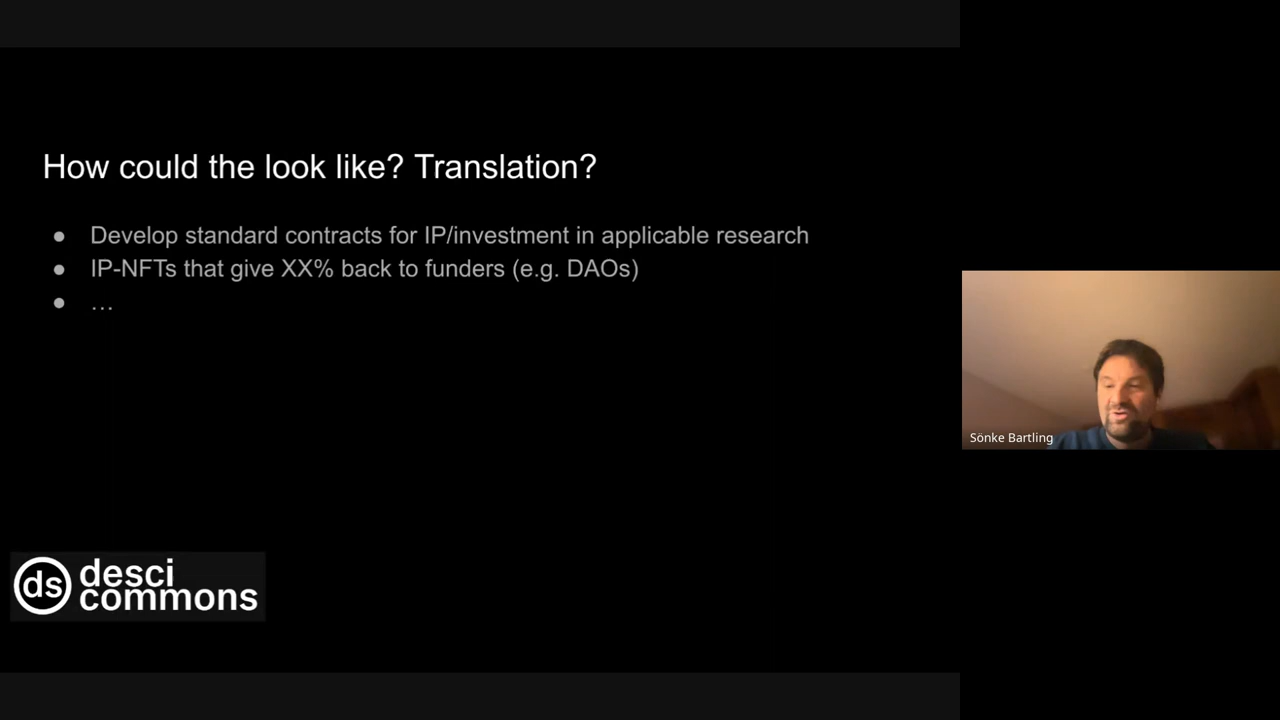 How could the look like? Translation?
● Develop standard contracts for IP/investment in applicable research
● IP-NFTs that give XX% back to funders (e.g. DAOs)
● …
Sönke Bartling
ds desci
commons